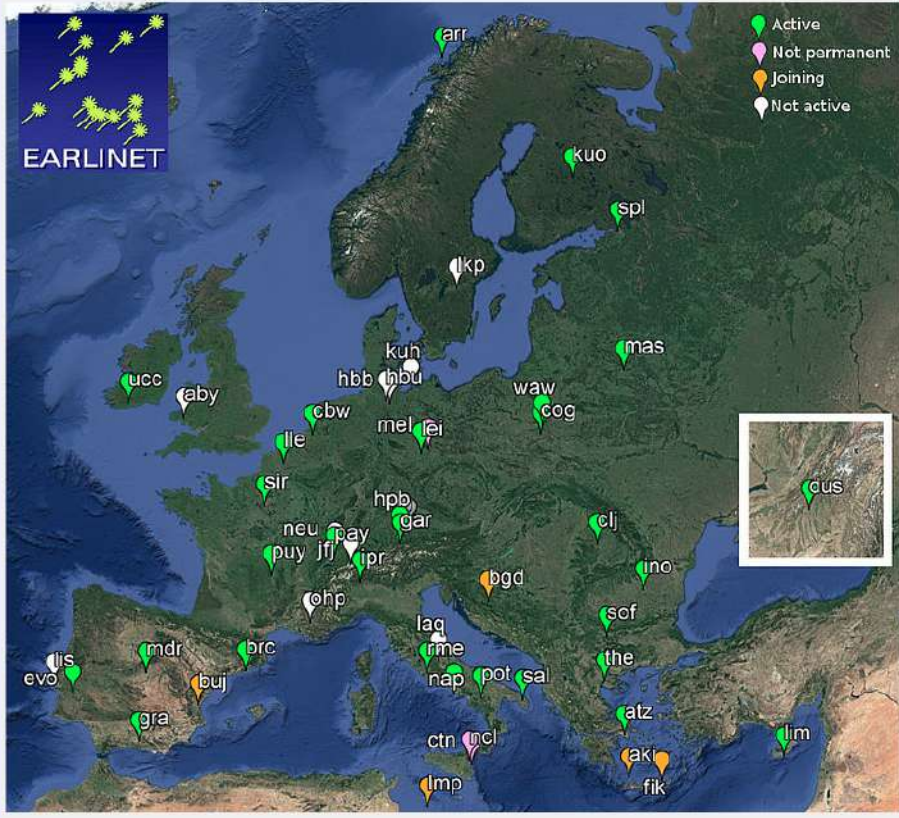 arr
Active
Not permanent
Joining
Not active
EARLINET
kuo
spl
lkp
mas
kuh
hbb
hbu
ucc
aby
waw
cog
cbw
mel
lei
lle
sir
dus
hpb
gar
neu
pay
jfj
clj
puy
ipr
ino
bgd
ohp
sof
laq
rme
mdr
brc
lis
evo
the
buj
nap
pot
sal
gra
atz
lim
ctn
ncl
aki
fik
lmp